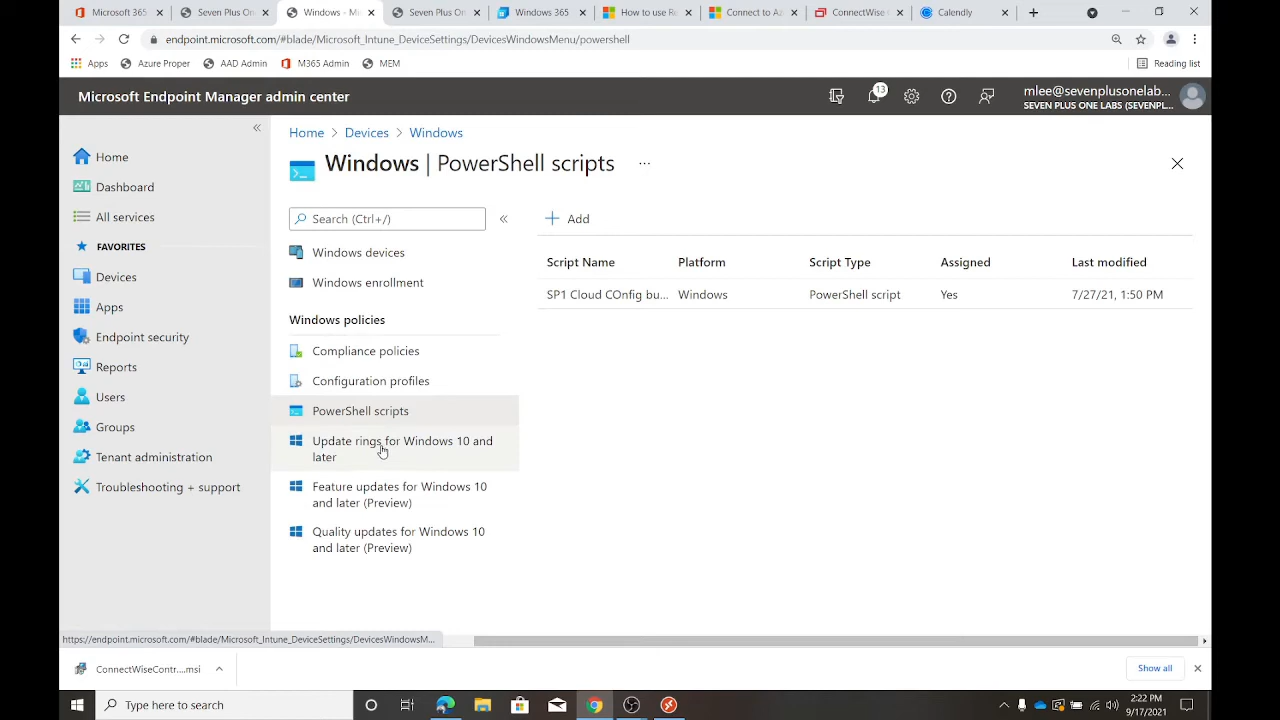 Microsoft 365
Seven Plus On
Windows - Mi
Seven Plus On
Windows 365
How to use Re
Connect to Az
ConnectWise C
Calendly
endpoint.microsoft.com/#blade/Microsoft_Intune_DeviceSettings/DevicesWindowsMenu/powershell
Apps
Azure Proper
AAD Admin
M365 Admin
MEM
Reading list
Microsoft Endpoint Manager admin center
13
mlee@sevenplusonelab...
SEVEN PLUS ONE LABS (SEVENPL...
Home
Dashboard
All services
FAVORITES
Devices
Apps
Endpoint security
Reports
Users
Groups
Tenant administration
Troubleshooting + support
Home > Devices > Windows
Windows | PowerShell scripts ...
Search (Ctrl+/)
Windows devices
Windows enrollment
Windows policies
Compliance policies
Configuration profiles
PowerShell scripts
Update rings for Windows 10 and
later
Feature updates for Windows 10
and later (Preview)
Quality updates for Windows 10
and later (Preview)
Add
Script Name Platform Script Type Assigned Last modified
SP1 Cloud COnfig bu... Windows PowerShell script Yes 7/27/21, 1:50 PM
https://endpoint.microsoft.com/#blade/Microsoft_Intune_DeviceSettings/DevicesWindowsM...
ConnectWiseContr....msi
Show all
Type here to search
2:22 PM
9/17/2021